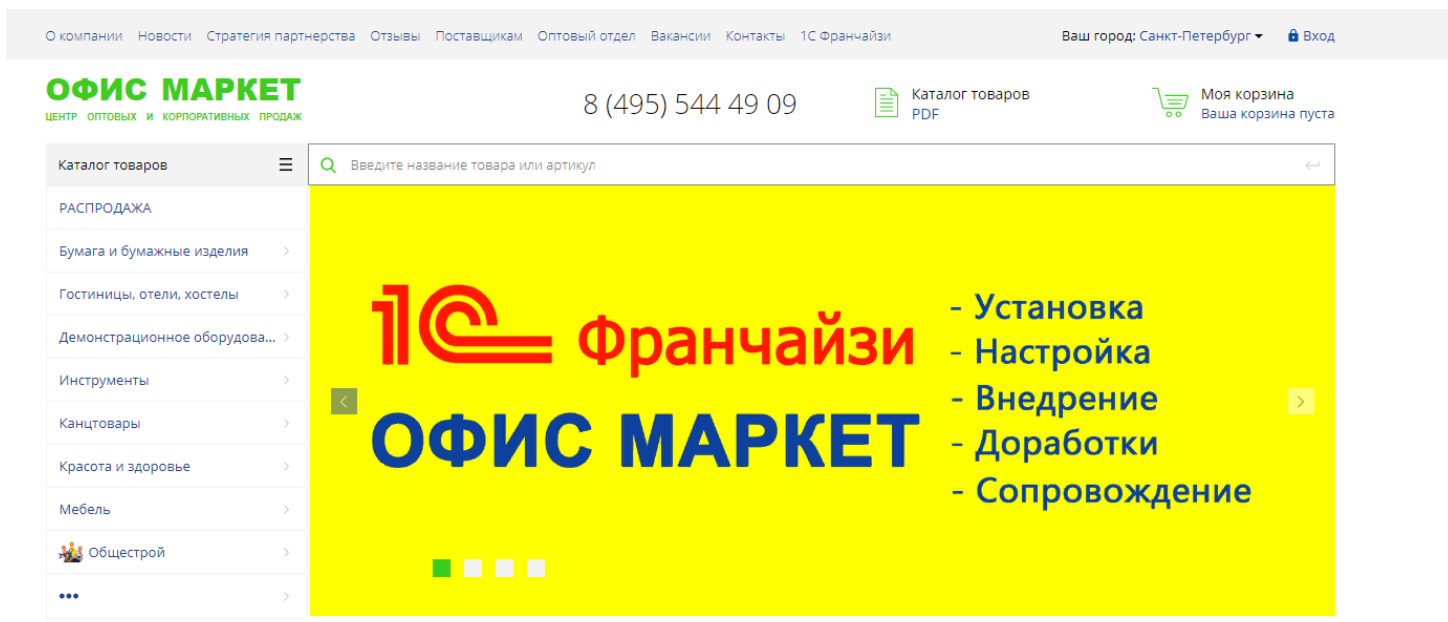 О компании Новости Стратегия партнерства Отзывы Поставщикам Оптовый отдел Вакансии Контакты 1С Франчайзи Ваш город: Санкт-Петербург Вход
ОФИС МАРКЕТ
ЦЕНТР ОПТОВЫХ И КОРПОРАТИВНЫХ ПРОДАЖ
8 (495) 544 49 09
Каталог товаров
PDF
Моя корзина
Ваша корзина пуста
Каталог товаров
Введите название товара или артикул
РАСПРОДАЖА
Бумага и бумажные изделия
Гостиницы, отели, хостелы
Демонстрационное оборудова...
Инструменты
Канцтовары
Красота и здоровье
Мебель
Общестрой
•••
1С Франчайзи
ОФИС МАРКЕТ
- Установка
- Настройка
- Внедрение
- Доработки
- Сопровождение